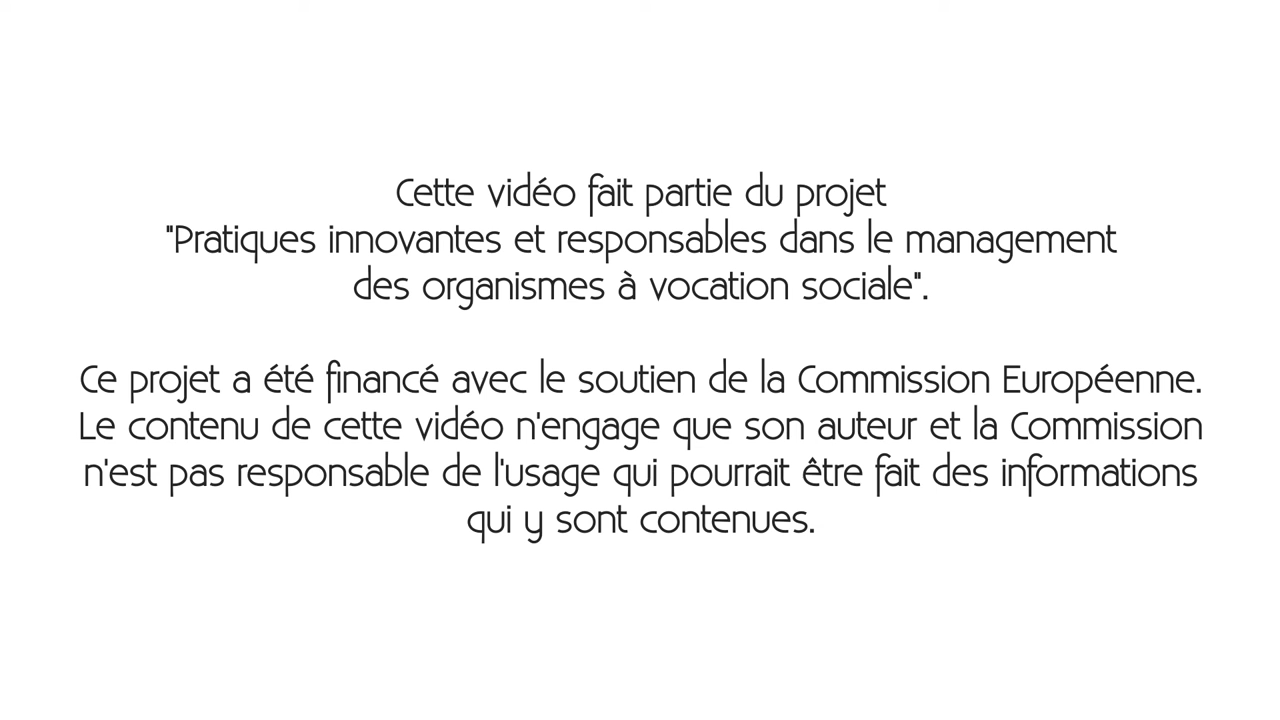 Cette vidéo fait partie du projet
"Pratiques innovantes et responsables dans le management
des organismes à vocation sociale".
Ce projet a été financé avec le soutien de la Commission Européenne.
Le contenu de cette vidéo n'engage que son auteur et la Commission
n'est pas responsable de l'usage qui pourrait être fait des informations
qui y sont contenues.